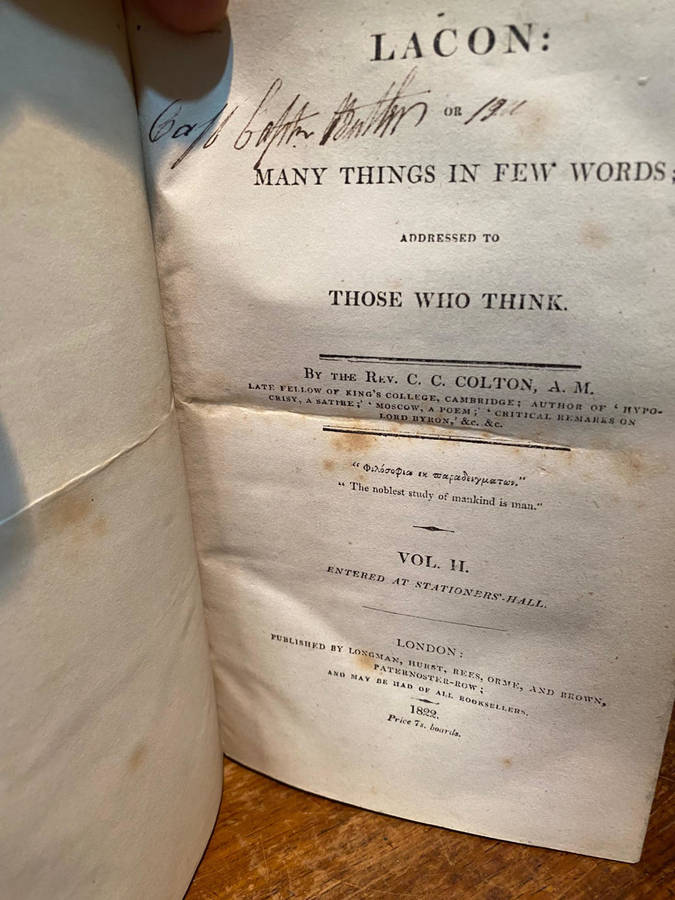 LACON:
OR
MANY THINGS IN FEW WORDS;
ADDRESSED TO
THOSE WHO THINK.
BY THE REV. C. C. COLTON, A. M.
LATE FELLOW OF KING'S COLLEGE, CAMBRIDGE; AUTHOR OF ‘HYPO-
CRISY, A SATIRE;’ ‘MOSCOW, A POEM;’ ‘CRITICAL REMARKS ON
LORD BYRON,’ &c. &c.
“Φιλόσοφια εκ παραδειγματων.”
“The noblest study of mankind is man.”
VOL. II.
ENTERED AT STATIONERS'-HALL.
LONDON:
PUBLISHED BY LONGMAN, HURST, REES, ORME, AND BROWN,
PATERNOSTER-ROW;
AND MAY BE HAD OF ALL BOOKSELLERS.
1822.
Price 7s. boards.